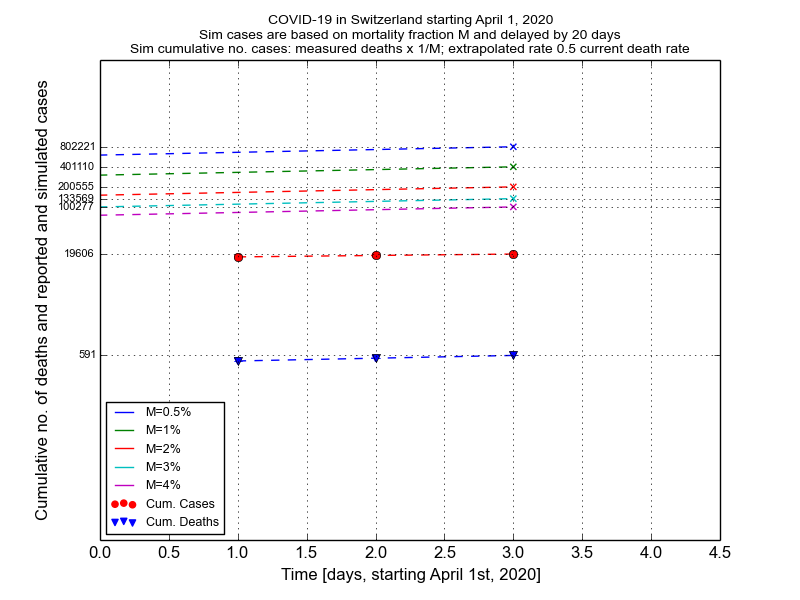 COVID-19 in Switzerland starting April 1, 2020
Sim cases are based on mortality fraction M and delayed by 20 days
Sim cumulative no. cases: measured deaths x 1/M; extrapolated rate 0.5 current death rate
Cumulative no. of deaths and reported and simulated cases
802221
401110
200555
133569
100277
19606
591
M=0.5%
M=1%
M=2%
M=3%
M=4%
Cum. Cases
Cum. Deaths
0.0 0.5 1.0 1.5 2.0 2.5 3.0 3.5 4.0 4.5
Time [days, starting April 1st, 2020]